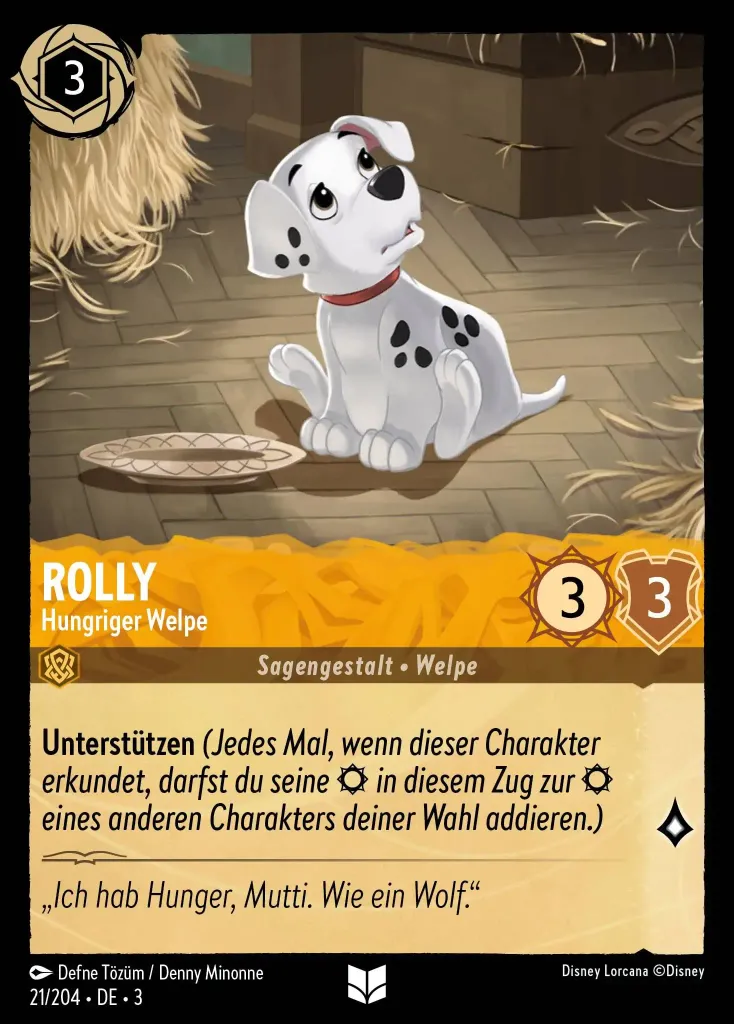 3
ROLLY
Hungriger Welpe
3
3
Sagengestalt • Welpe
Unterstützen (Jedes Mal, wenn dieser Charakter
erkundet, darfst du seine in diesem Zug zur
eines anderen Charakters deiner Wahl addieren.)
„Ich hab Hunger, Mutti. Wie ein Wolf.“
Defne Tözüm / Denny Minonne
Disney Lorcana ©Disney
21/204 • DE • 3